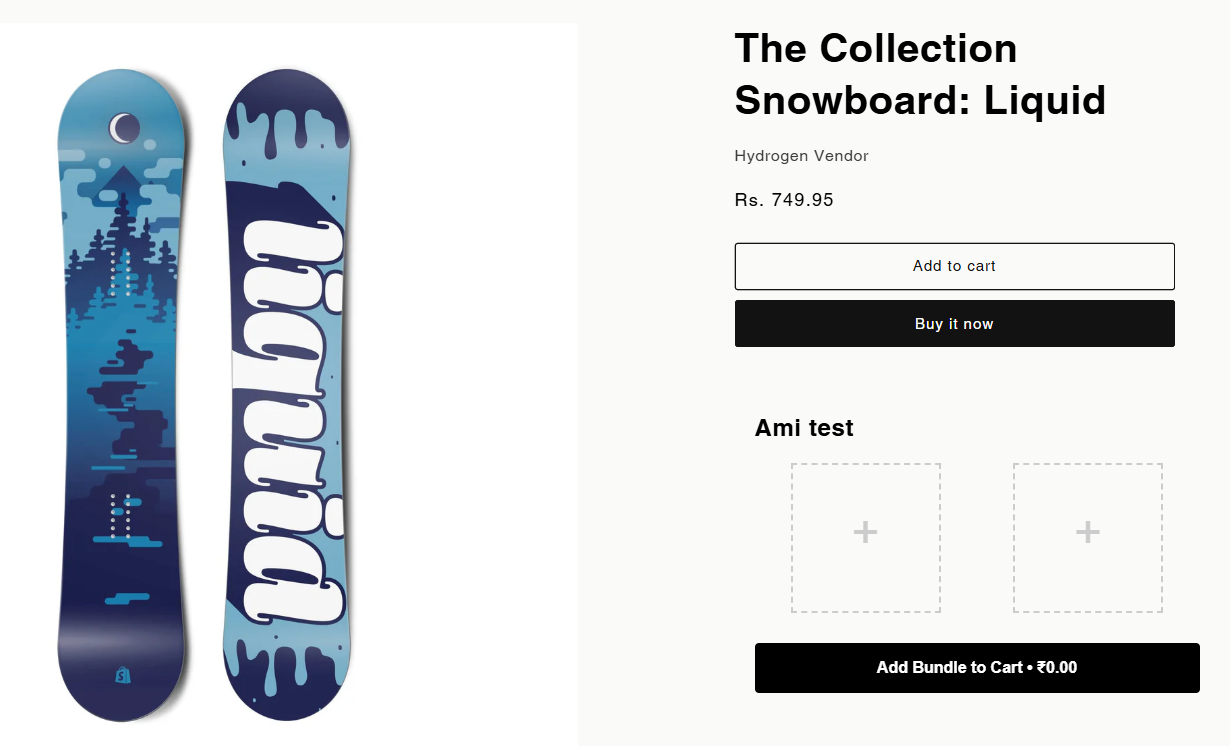 liquid
The Collection
Snowboard: Liquid
Hydrogen Vendor
Rs. 749.95
Add to cart
Buy it now
Ami test
+
+
Add Bundle to Cart • ₹0.00